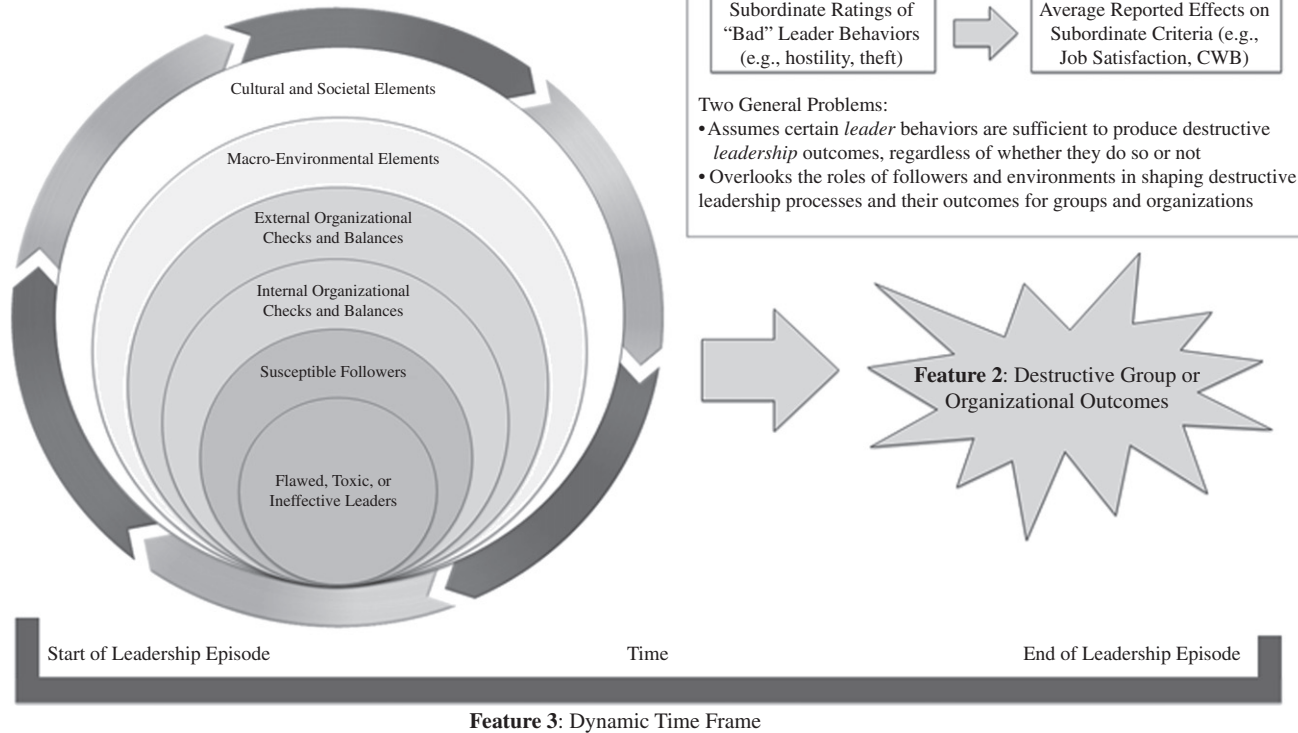 Cultural and Societal Elements
Macro-Environmental Elements
External Organizational
Checks and Balances
Internal Organizational
Checks and Balances
Susceptible Followers
Flawed, Toxic, or
Ineffective Leaders
Subordinate Ratings of
“Bad” Leader Behaviors
(e.g., hostility, theft)
Average Reported Effects on
Subordinate Criteria (e.g.,
Job Satisfaction, CWB)
Two General Problems:
• Assumes certain leader behaviors are sufficient to produce destructive
leadership outcomes, regardless of whether they do so or not
• Overlooks the roles of followers and environments in shaping destructive
leadership processes and their outcomes for groups and organizations
Feature 2: Destructive Group or
Organizational Outcomes
Start of Leadership Episode
Time
End of Leadership Episode
Feature 3: Dynamic Time Frame